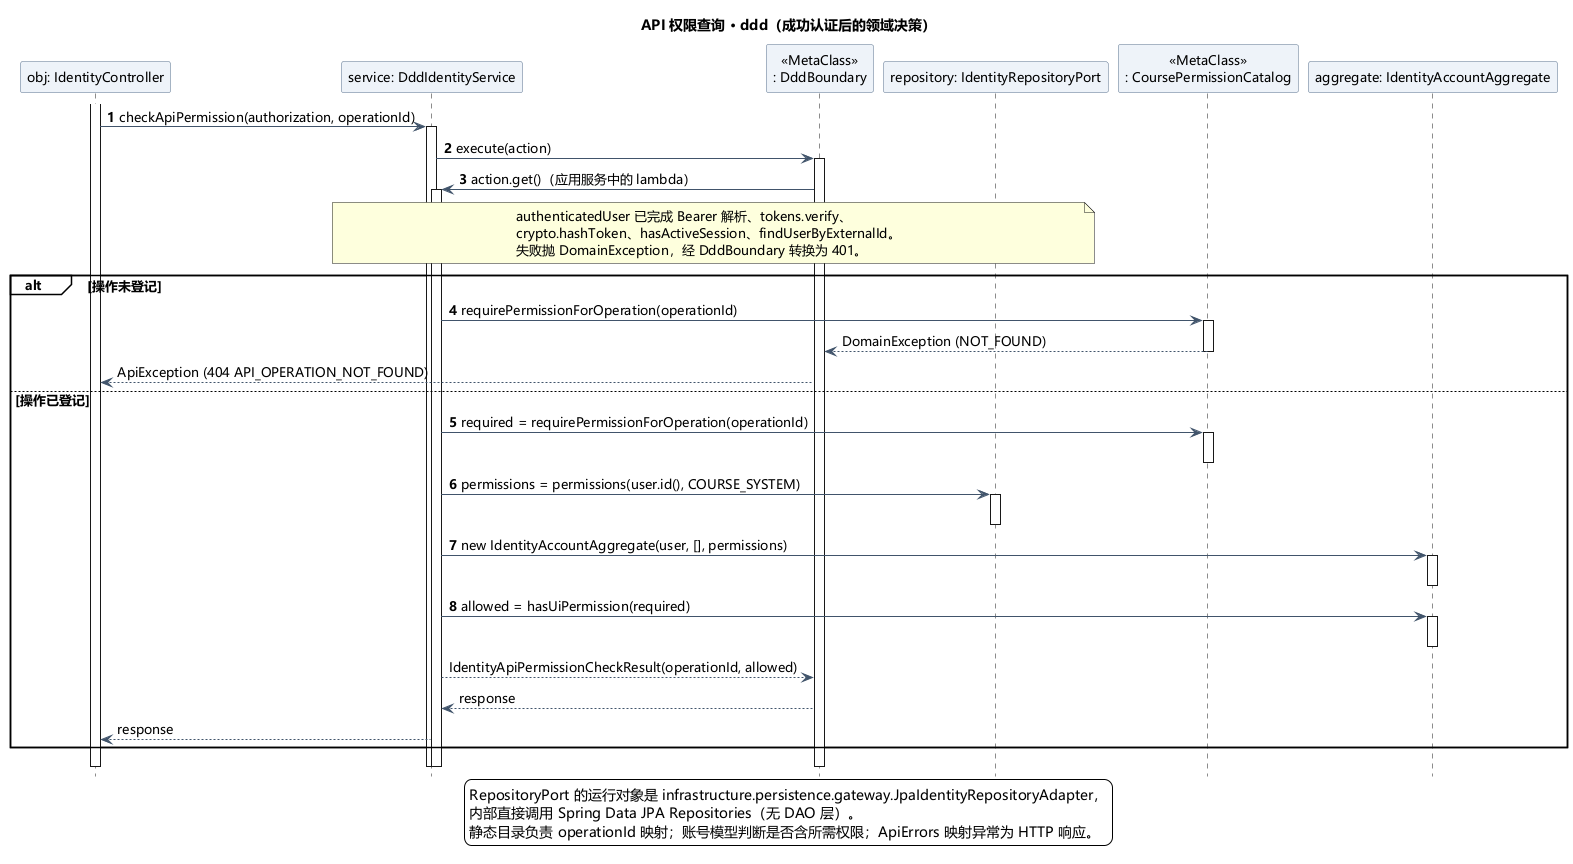 API 权限查询・ddd（成功认证后的领域决策）
obj: IdentityController
service: DddIdentityService
«MetaClass»
: DddBoundary
repository: IdentityRepositoryPort
«MetaClass»
: CoursePermissionCatalog
aggregate: IdentityAccountAggregate
1 checkApiPermission(authorization, operationId)
2 execute(action)
3 action.get()（应用服务中的 lambda）
authenticatedUser 已完成 Bearer 解析、tokens.verify、
crypto.hashToken、hasActiveSession、findUserByExternalId。
失败抛 DomainException，经 DddBoundary 转换为 401。
alt [操作未登记]
4 requirePermissionForOperation(operationId)
DomainException (NOT_FOUND)
ApiException (404 API_OPERATION_NOT_FOUND)
[操作已登记]
5 required = requirePermissionForOperation(operationId)
6 permissions = permissions(user.id(), COURSE_SYSTEM)
7 new IdentityAccountAggregate(user, [], permissions)
8 allowed = hasUiPermission(required)
IdentityApiPermissionCheckResult(operationId, allowed)
response
response
RepositoryPort 的运行对象是 infrastructure.persistence.gateway.JpaIdentityRepositoryAdapter，
内部直接调用 Spring Data JPA Repositories（无 DAO 层）。
静态目录负责 operationId 映射；账号模型判断是否含所需权限；ApiErrors 映射异常为 HTTP 响应。